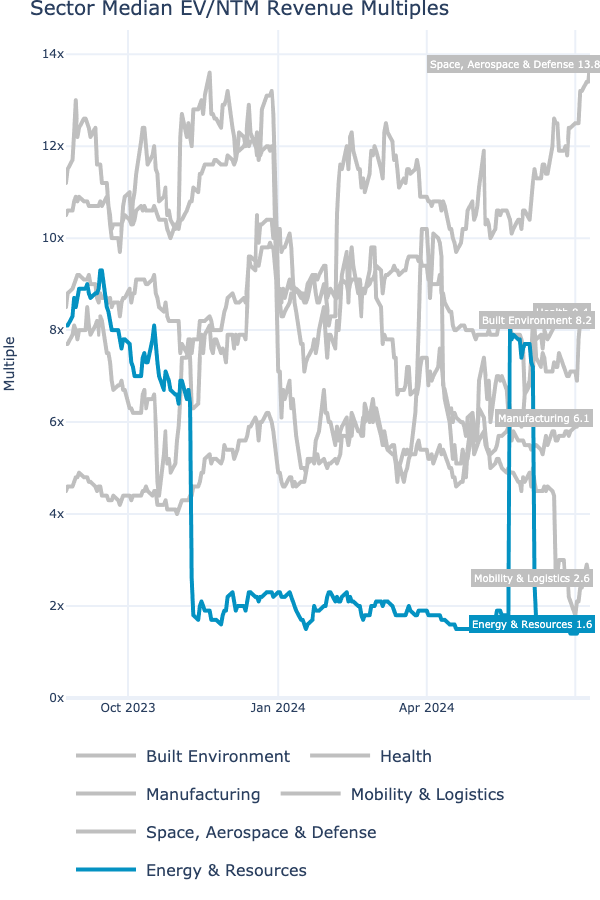 Sector Median EV/NTM Revenue Multiples
14x
Space, Aerospace & Defense 13.8
12x
10x
8x
Built Environment 8.2
Multiple
6x
Manufacturing 6.1
4x
Mobility & Logistics 2.6
2x
Energy & Resources 1.6
0x
Oct 2023 Jan 2024 Apr 2024
Built Environment Health
Manufacturing Mobility & Logistics
Space, Aerospace & Defense
Energy & Resources